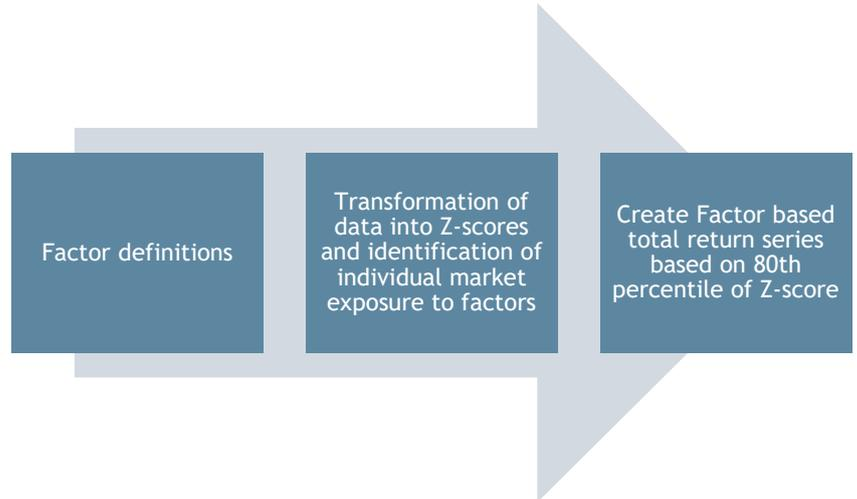 Factor definitions
Transformation of
data into Z-scores
and identification of
individual market
exposure to factors
Create Factor based
total return series
based on 80th
percentile of Z-score